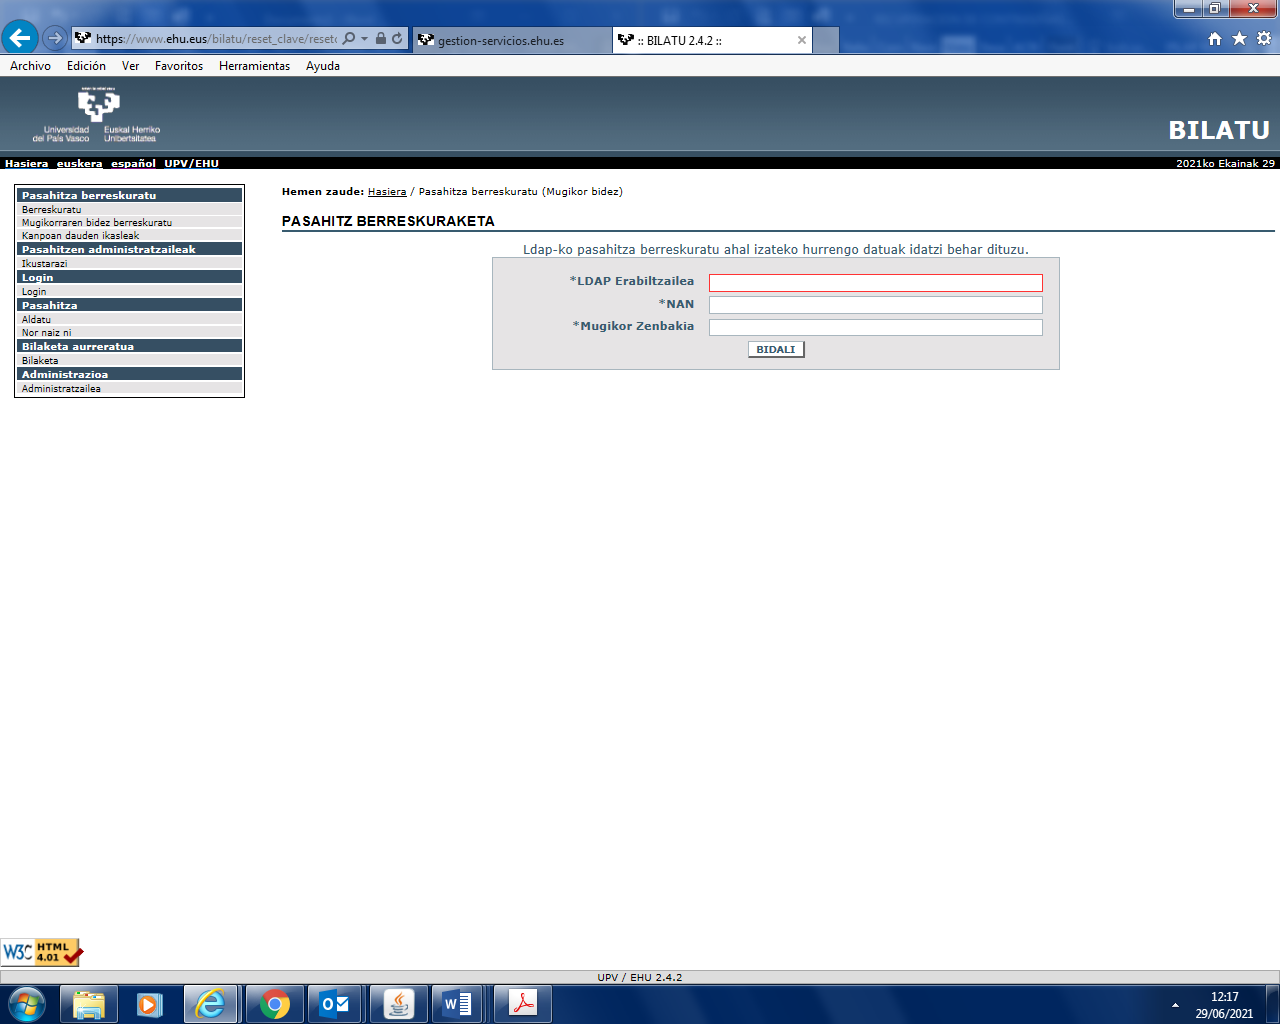 https://www.ehu.eus/bilatu/reset_clave/reset
gestion-servicios.ehu.es
:: BILATU 2.4.2 ::
Archivo Edición Ver Favoritos Herramientas Ayuda
Universidad del País Vasco
Euskal Herriko Unibertsitatea
BILATU
Hasiera euskera español UPV/EHU
2021ko Ekainak 29
Pasahitza berreskuratu
Berreskuratu
Mugikorraren bidez berreskuratu
Kanpoan dauden ikasleak
Pasahitzen administratzaileak
Ikustarazi
Login
Login
Pasahitza
Aldatu
Nor naiz ni
Bilaketa aurreratua
Bilaketa
Administrazioa
Administratzailea
Hemen zaude: Hasiera / Pasahitza berreskuratu (Mugikor bidez)
PASAHITZ BERRESKURAKETA
Ldap-ko pasahitza berreskuratu ahal izateko hurrengo datuak idatzi behar dituzu.
*LDAP Erabiltzailea
*NAN
*Mugikor Zenbakia
BIDALI
W3C HTML 4.01
UPV / EHU 2.4.2
12:17
29/06/2021